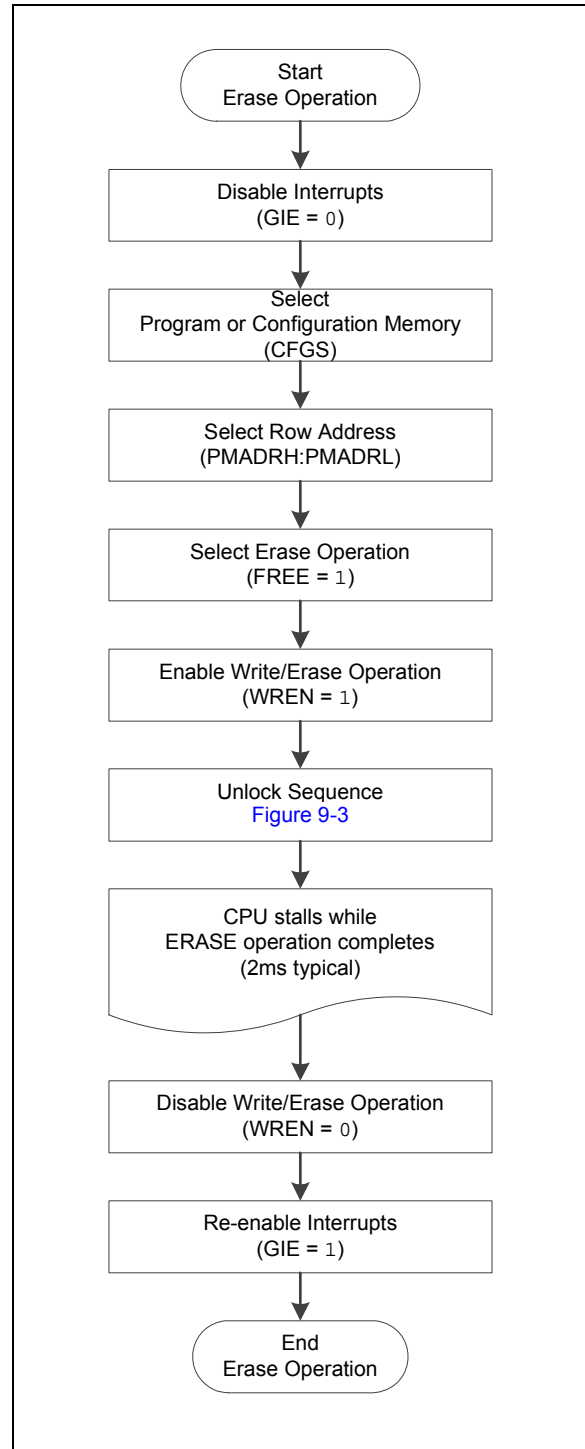 Start
Erase Operation
Disable Interrupts
(GIE = 0)
Select
Program or Configuration Memory
(CFGS)
Select Row Address
(PMADRH:PMADRL)
Select Erase Operation
(FREE = 1)
Enable Write/Erase Operation
(WREN = 1)
Unlock Sequence
Figure 9-3
CPU stalls while
ERASE operation completes
(2ms typical)
Disable Write/Erase Operation
(WREN = 0)
Re-enable Interrupts
(GIE = 1)
End
Erase Operation